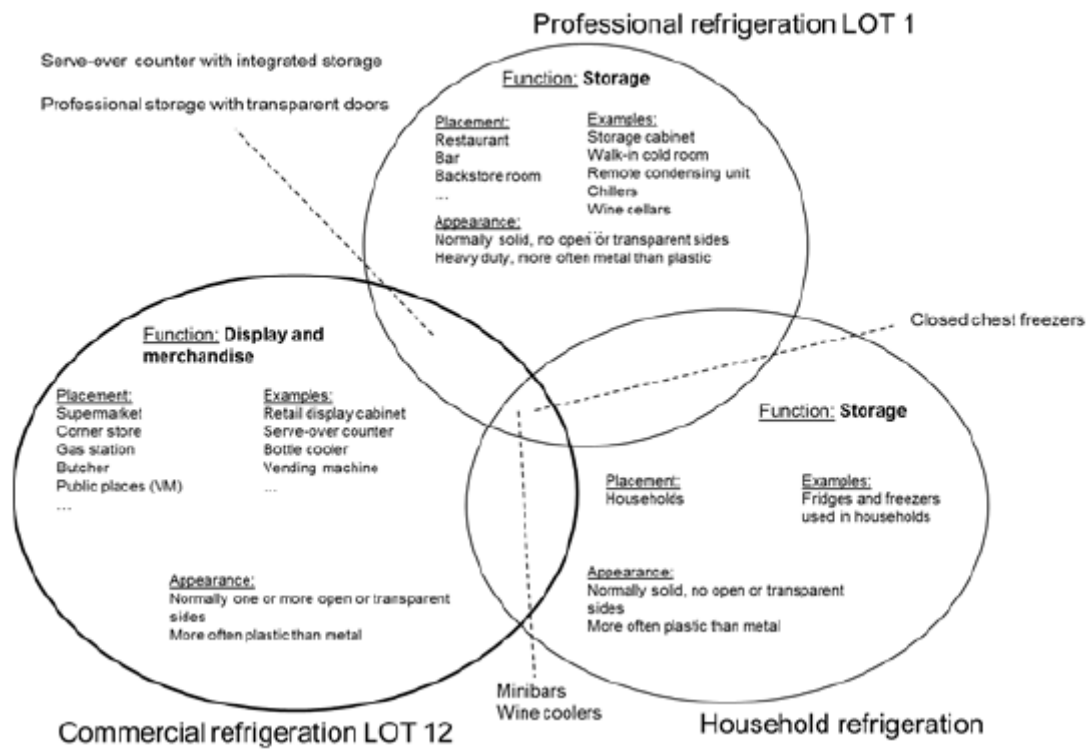 Professional refrigeration LOT 1
Serve-over counter with integrated storage
Professional storage with transparent doors
Function: Storage
Placement:
Restaurant
Bar
Backstore room
...
Examples:
Storage cabinet
Walk-in cold room
Remote condensing unit
Chillers
Wine cellars
...
Appearance:
Normally solid, no open or transparent sides
Heavy duty, more often metal than plastic
Closed chest freezers
Function: Display and
merchandise
Placement:
Supermarket
Corner store
Gas station
Butcher
Public places (VM)
...
Examples:
Retail display cabinet
Serve-over counter
Bottle cooler
Vending machine
...
Appearance:
Normally one or more open or transparent
sides
More often plastic than metal
Function: Storage
Placement:
Households
Examples:
Fridges and freezers
used in households
Appearance:
Normally solid, no open or transparent
sides
More often plastic than metal
Minibars
Wine coolers
Commercial refrigeration LOT 12
Household refrigeration